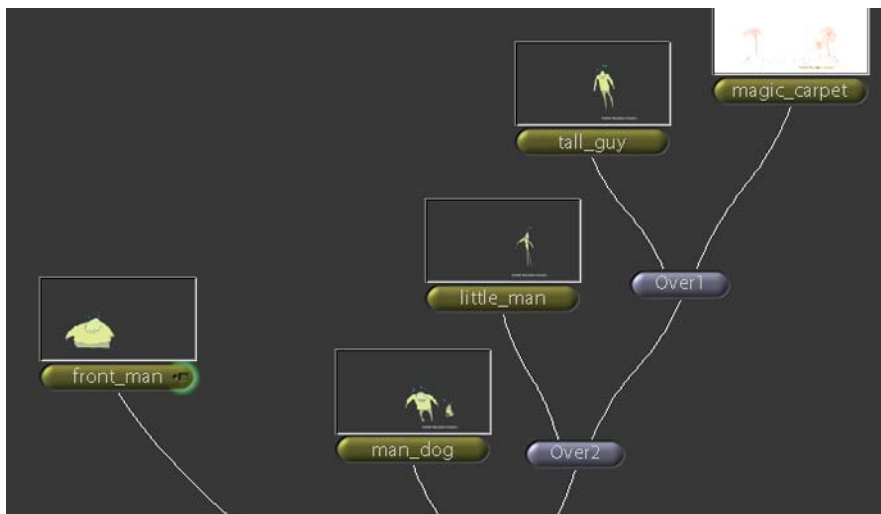 magic_carpet
tall_guy
Over1
little_man
front_man
man_dog
Over2